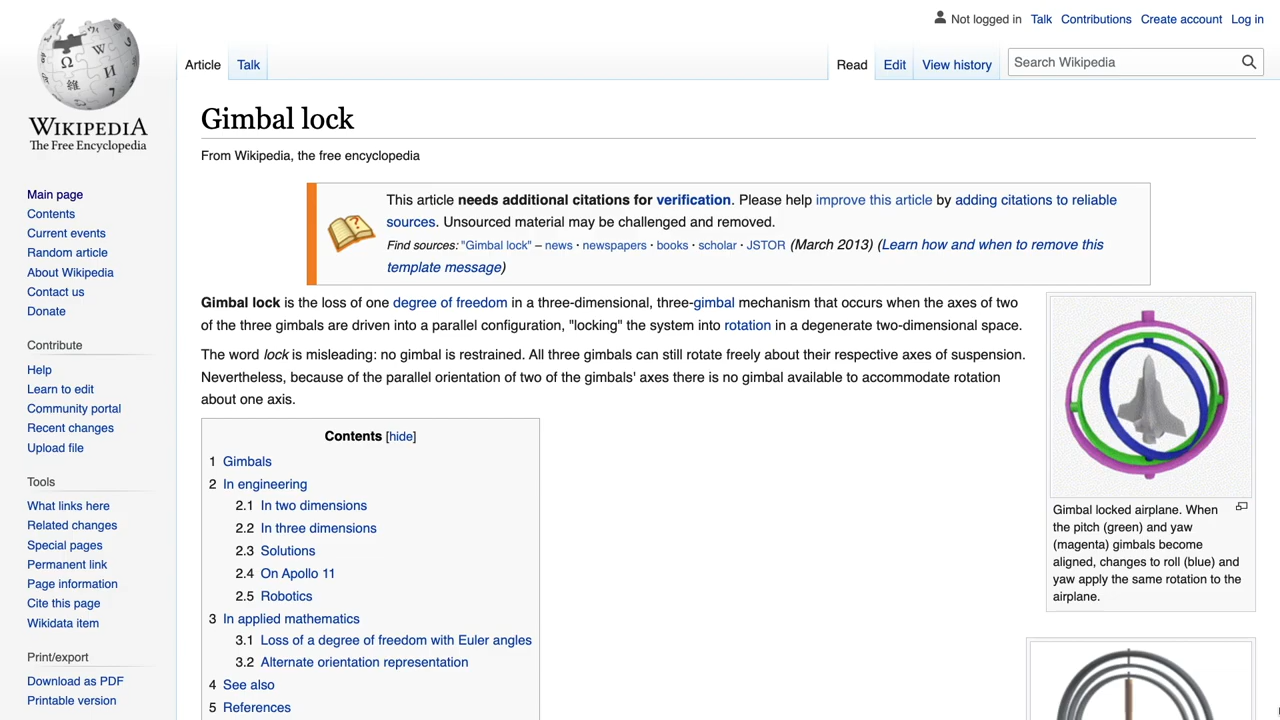 Not logged in Talk Contributions Create account Log in
Article Talk Read Edit View history Search Wikipedia
WIKIPEDIA
The Free Encyclopedia
Main page
Contents
Current events
Random article
About Wikipedia
Contact us
Donate
Contribute
Help
Learn to edit
Community portal
Recent changes
Upload file
Tools
What links here
Related changes
Special pages
Permanent link
Page information
Cite this page
Wikidata item
Print/export
Download as PDF
Printable version
Gimbal lock
From Wikipedia, the free encyclopedia
This article needs additional citations for verification. Please help improve this article by adding citations to reliable
sources. Unsourced material may be challenged and removed.
Find sources: "Gimbal lock" – news · newspapers · books · scholar · JSTOR (March 2013) (Learn how and when to remove this
template message)
Gimbal lock is the loss of one degree of freedom in a three-dimensional, three-gimbal mechanism that occurs when the axes of two
of the three gimbals are driven into a parallel configuration, "locking" the system into rotation in a degenerate two-dimensional space.
The word lock is misleading: no gimbal is restrained. All three gimbals can still rotate freely about their respective axes of suspension.
Nevertheless, because of the parallel orientation of two of the gimbals' axes there is no gimbal available to accommodate rotation
about one axis.
Contents [hide]
1 Gimbals
2 In engineering
2.1 In two dimensions
2.2 In three dimensions
2.3 Solutions
2.4 On Apollo 11
2.5 Robotics
3 In applied mathematics
3.1 Loss of a degree of freedom with Euler angles
3.2 Alternate orientation representation
4 See also
5 References
Gimbal locked airplane. When
the pitch (green) and yaw
(magenta) gimbals become
aligned, changes to roll (blue) and
yaw apply the same rotation to the
airplane.